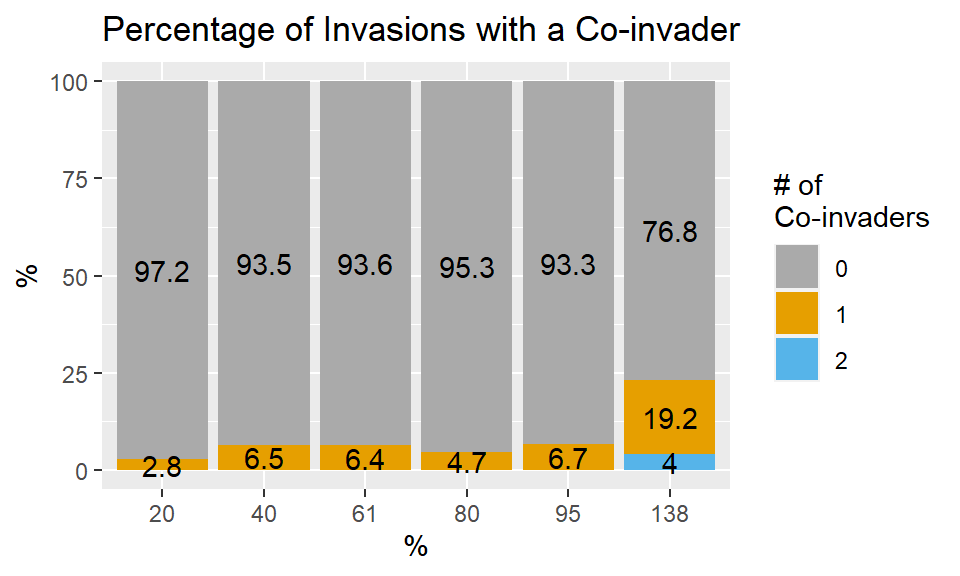 Percentage of Invasions with a Co-invader
100
75
50
25
0
%
97.2 93.5 93.6 95.3 93.3 76.8
19.2
2.8 6.5 6.4 4.7 6.7 4
20 40 61 80 95 138
%
# of
Co-invaders
0
1
2